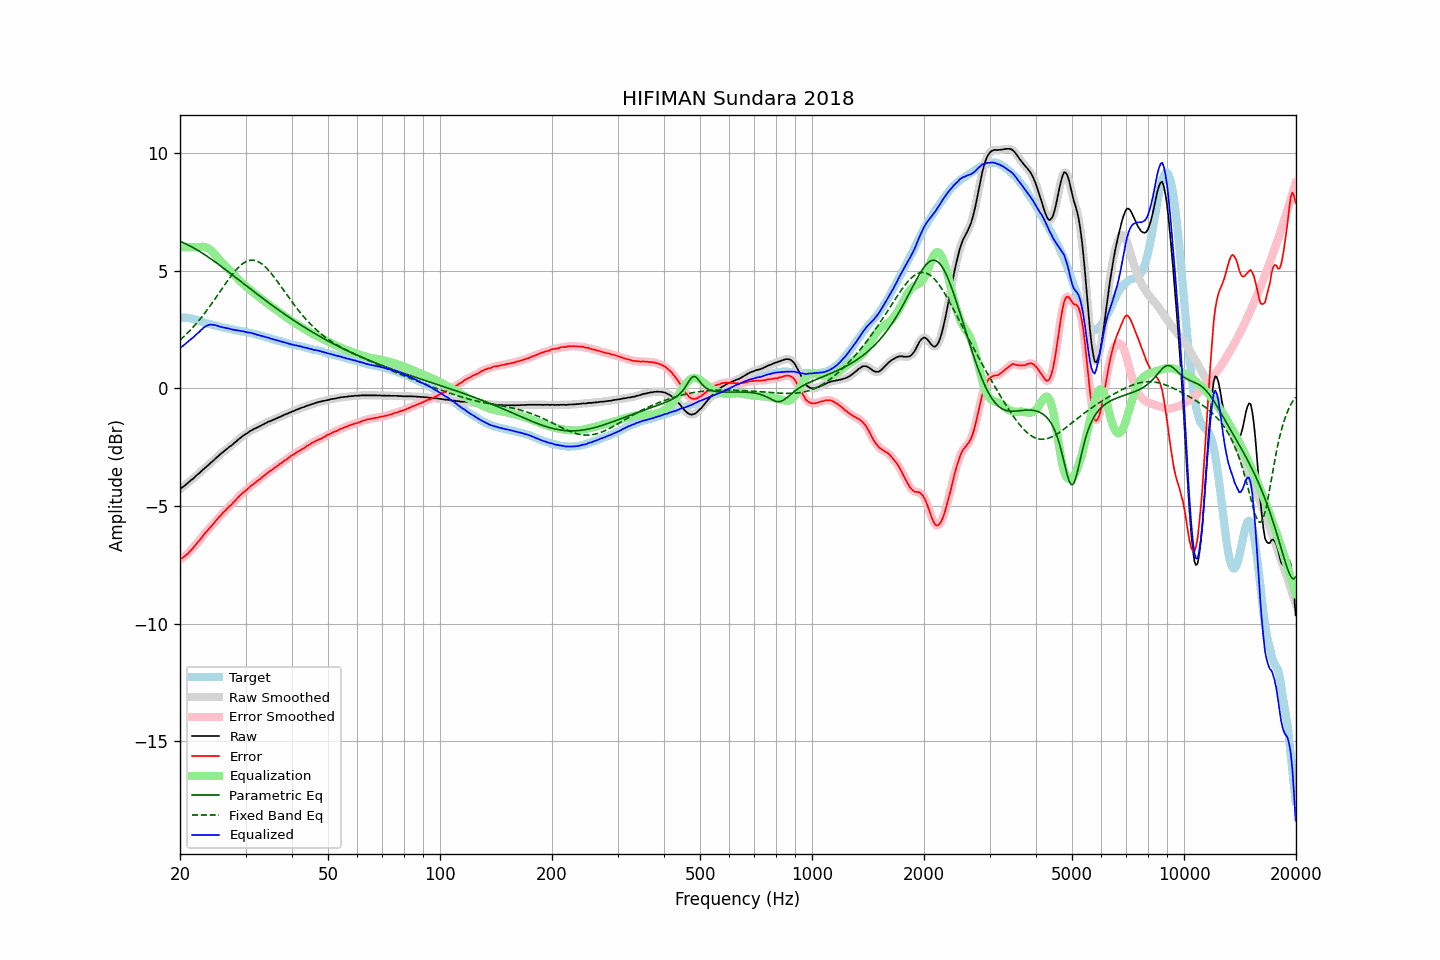 HIFIMAN Sundara 2018
Amplitude (dBr)
10
5
0
−5
−10
−15
Target
Raw Smoothed
Error Smoothed
Raw
Error
Equalization
Parametric Eq
Fixed Band Eq
Equalized
20 50 100 200 500 1000 2000 5000 10000 20000
Frequency (Hz)